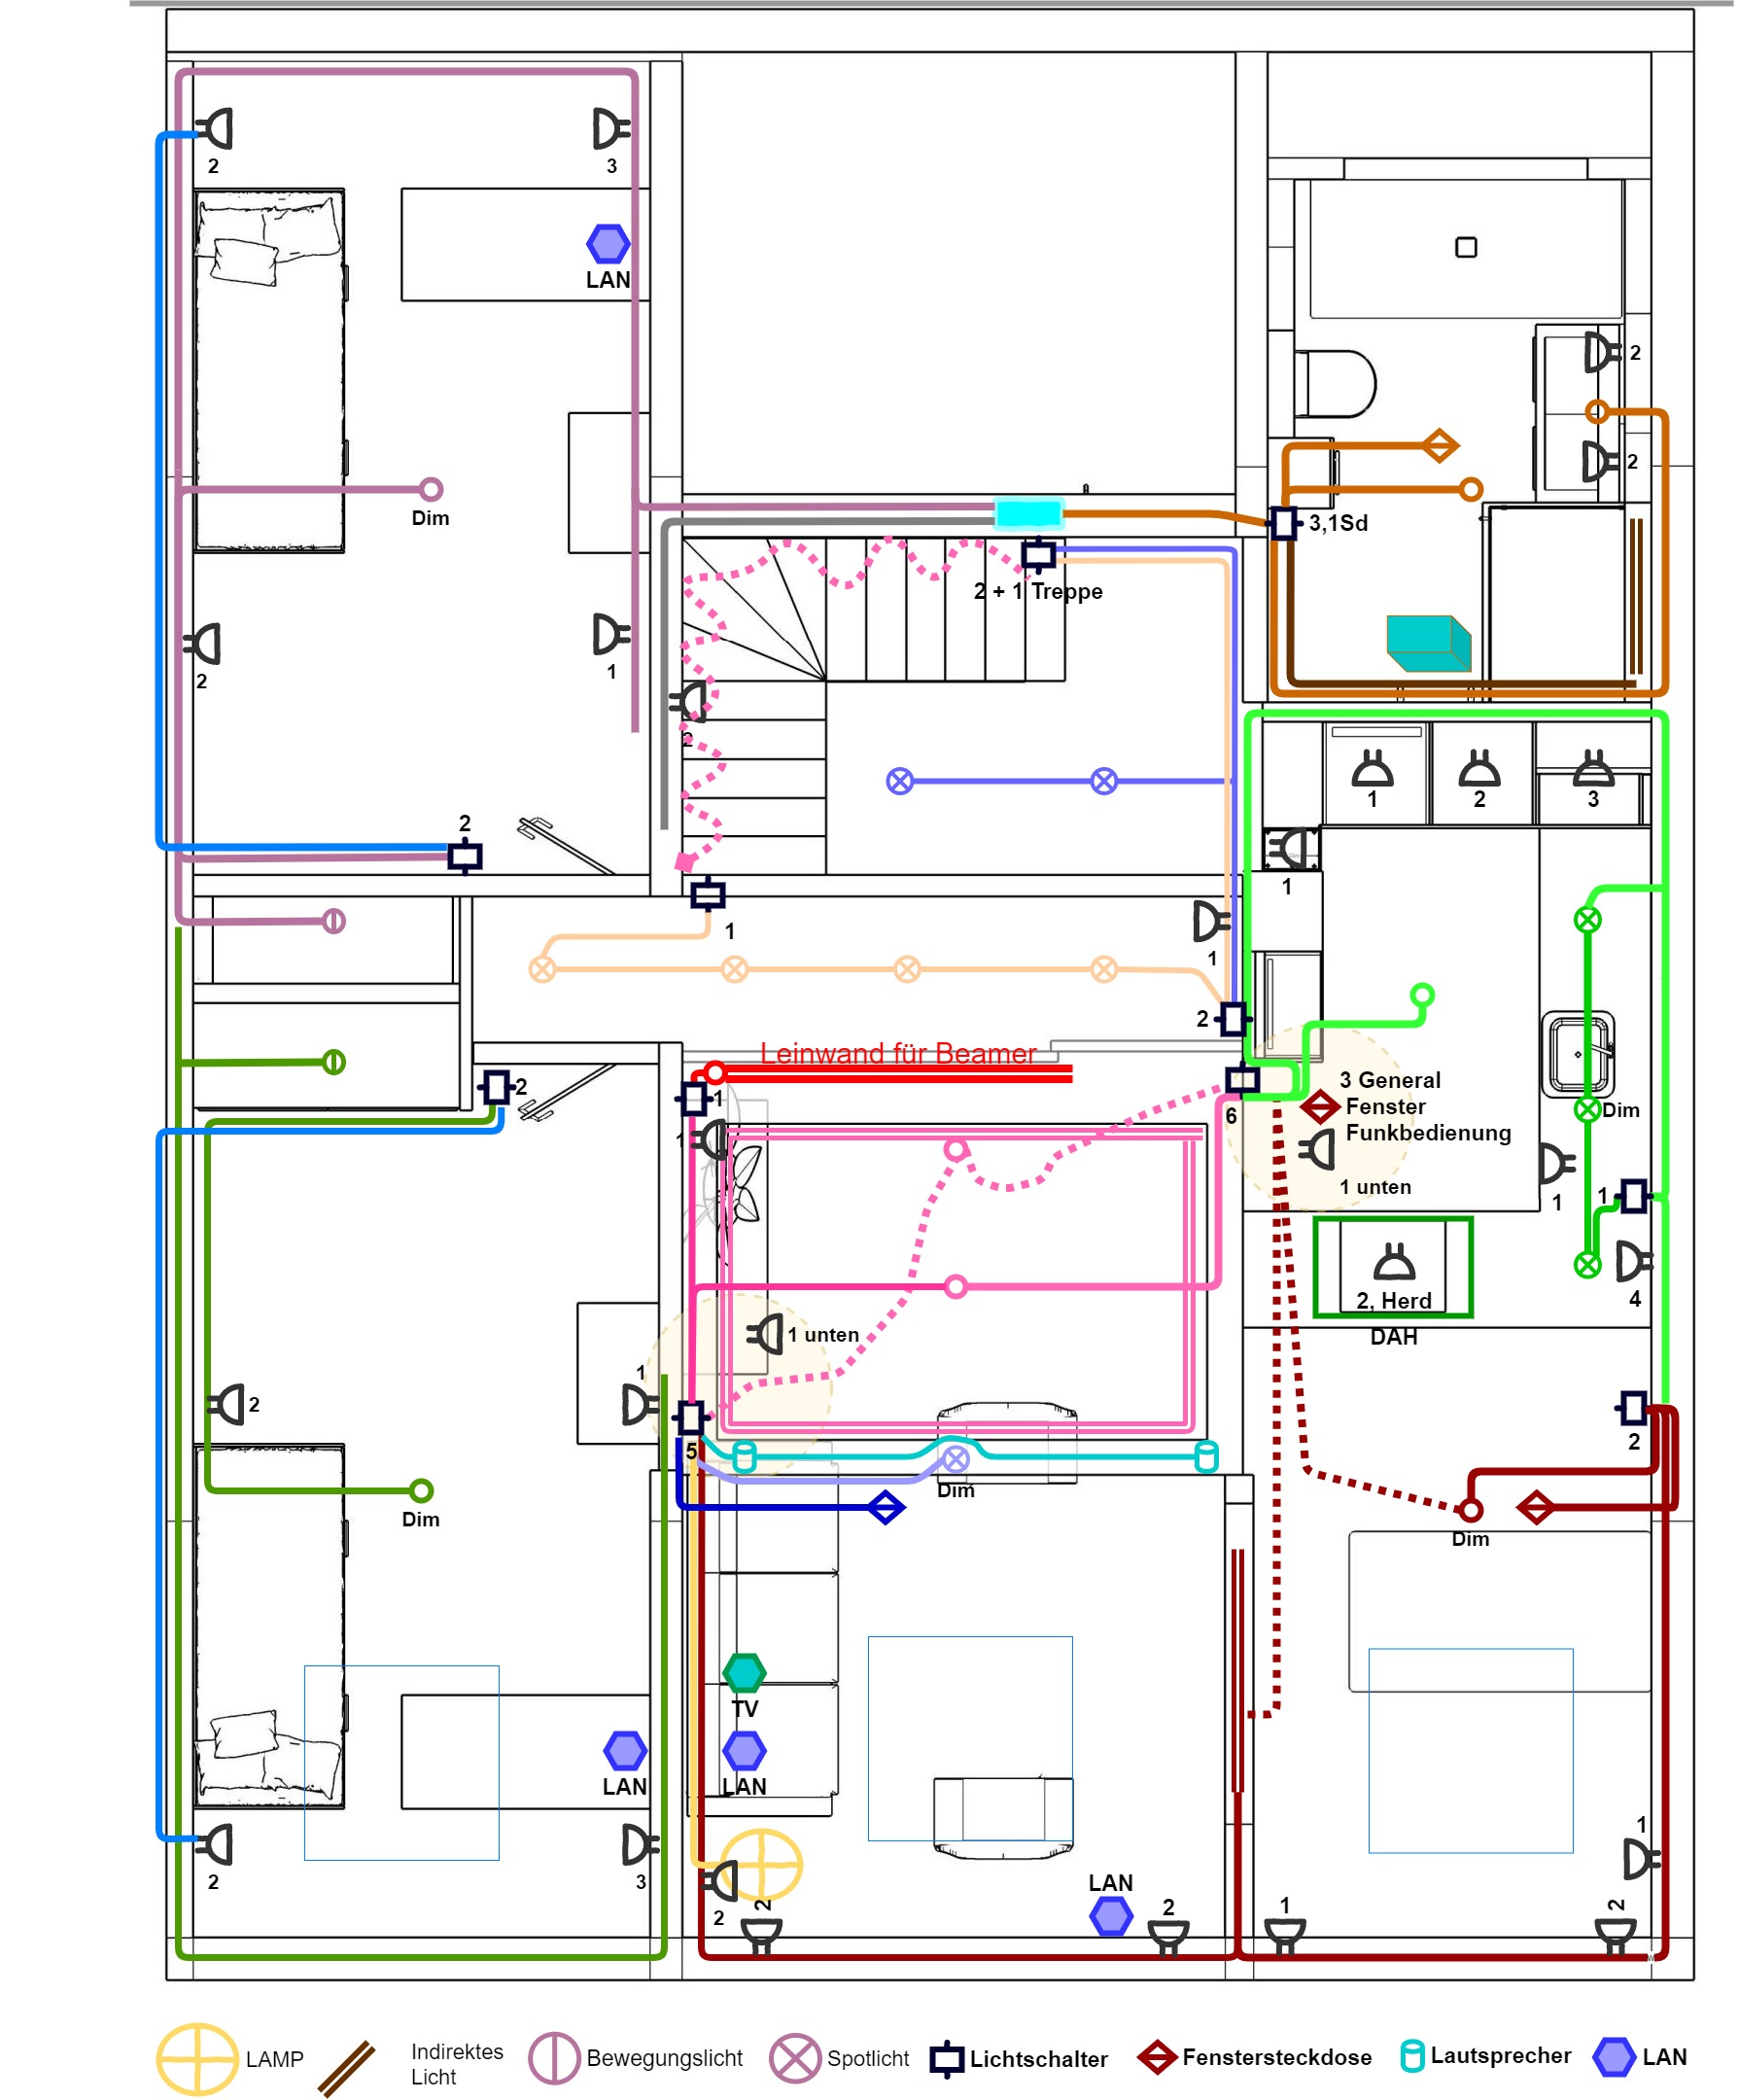 2
3
LAN
2
2
Dim
3,1Sd
2 + 1 Treppe
2
1
2
1
2
3
2
1
1
1
2
Leinwand für Beamer
2
1
3 General
Fenster
Funkbedienung
6
1
1 unten
1
1
Dim
2, Herd
4
DAH
1 unten
1
2
5
2
Dim
Dim
Dim
TV
LAN
LAN
LAN
1
2
3
2
2
2
1
2
LAMP
Indirektes
Licht
Bewegungslicht
Spotlicht
Lichtschalter
Fenstersteckdose
Lautsprecher
LAN